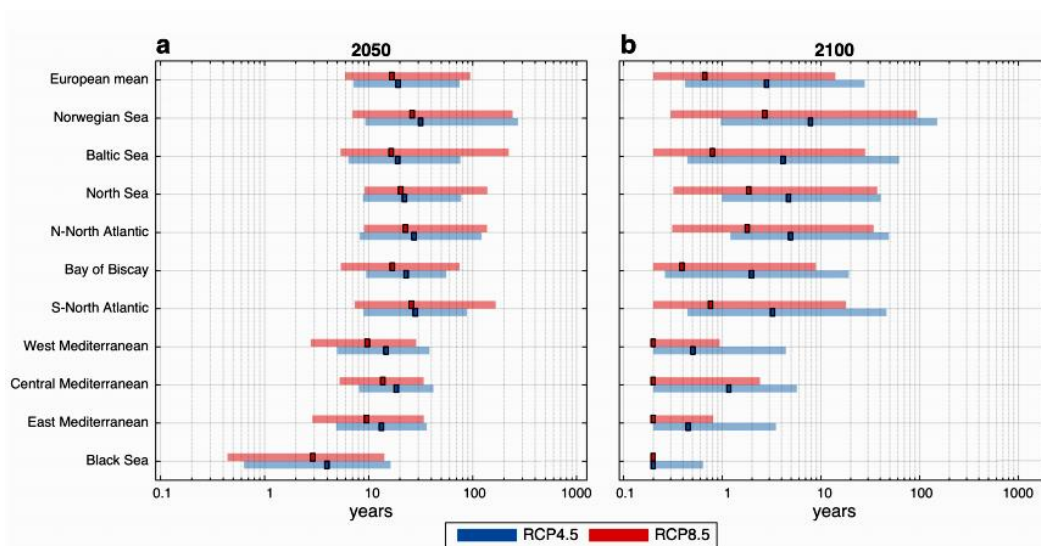 a
2050
b
2100
European mean
Norwegian Sea
Baltic Sea
North Sea
N-North Atlantic
Bay of Biscay
S-North Atlantic
West Mediterranean
Central Mediterranean
East Mediterranean
Black Sea
0.1 1 10 100 1000
0.1 1 10 100 1000
years
years
RCP4.5 RCP8.5